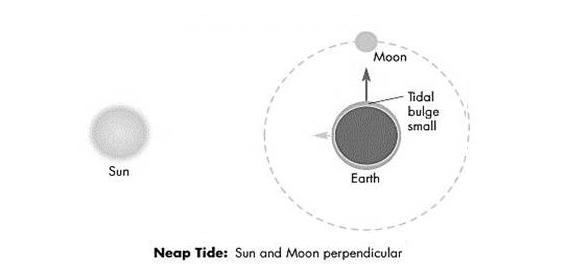 Moon
Tidal
bulge
small
Sun
Earth
Neap Tide: Sun and Moon perpendicular